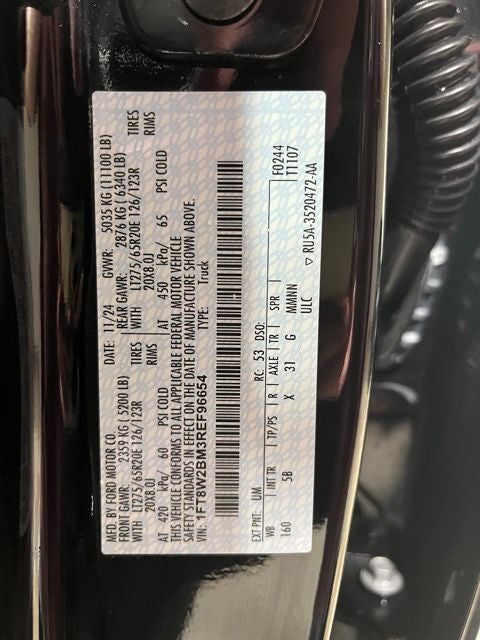 MFD. BY FORD MOTOR CO.
DATE: 11/24 GVWR: 5035 KG (11100 LB)
FRONT GAWR: 2359 KG (5200 LB) REAR GAWR: 2876 KG (6340 LB)
WITH LT275/65R20E 126/123R TIRES WITH LT275/65R20E 126/123R TIRES
20X8.0J RIMS 20X8.0J RIMS
AT 420 kPa/ 60 PSI COLD AT 450 kPa/ 65 PSI COLD
THIS VEHICLE CONFORMS TO ALL APPLICABLE FEDERAL MOTOR VEHICLE
SAFETY STANDARDS IN EFFECT ON THE DATE OF MANUFACTURE SHOWN ABOVE.
VIN: 1FT8W2BM3REF96654 TYPE: Truck
F0244
T1107
EXT PNT: UM RC: 53 DSO:
WB INT TR TP/PS R AXLE TR SPR
160 5B X 31 G MMNNN
ULC
▽ RU5A-3520472-AA